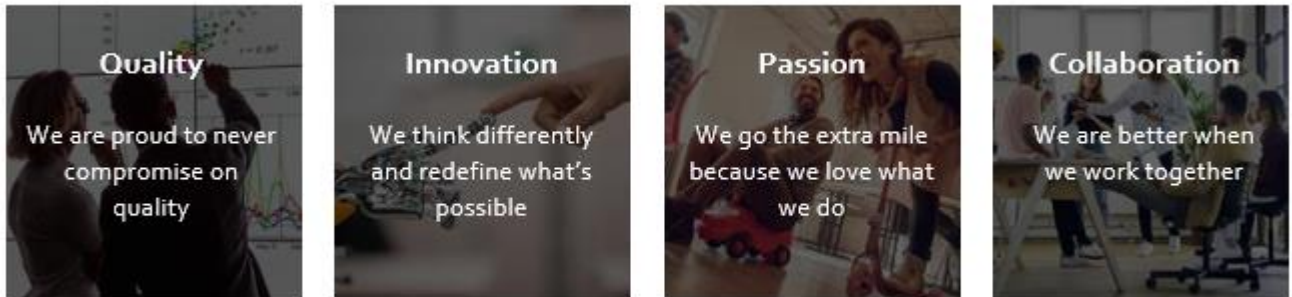 Quality
We are proud to never
compromise on
quality
Innovation
We think differently
and redefine what's
possible
Passion
We go the extra mile
because we love what
we do
Collaboration
We are better when
we work together